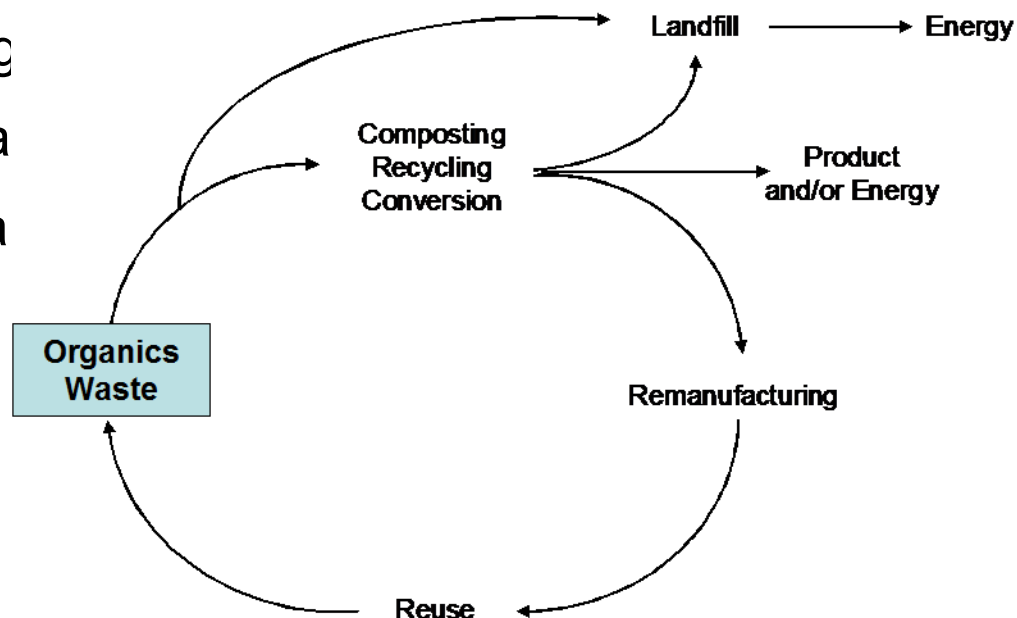 g
a
a
Landfill
Energy
Composting
Recycling
Conversion
Product
and/or Energy
Organics
Waste
Remanufacturing
Reuse